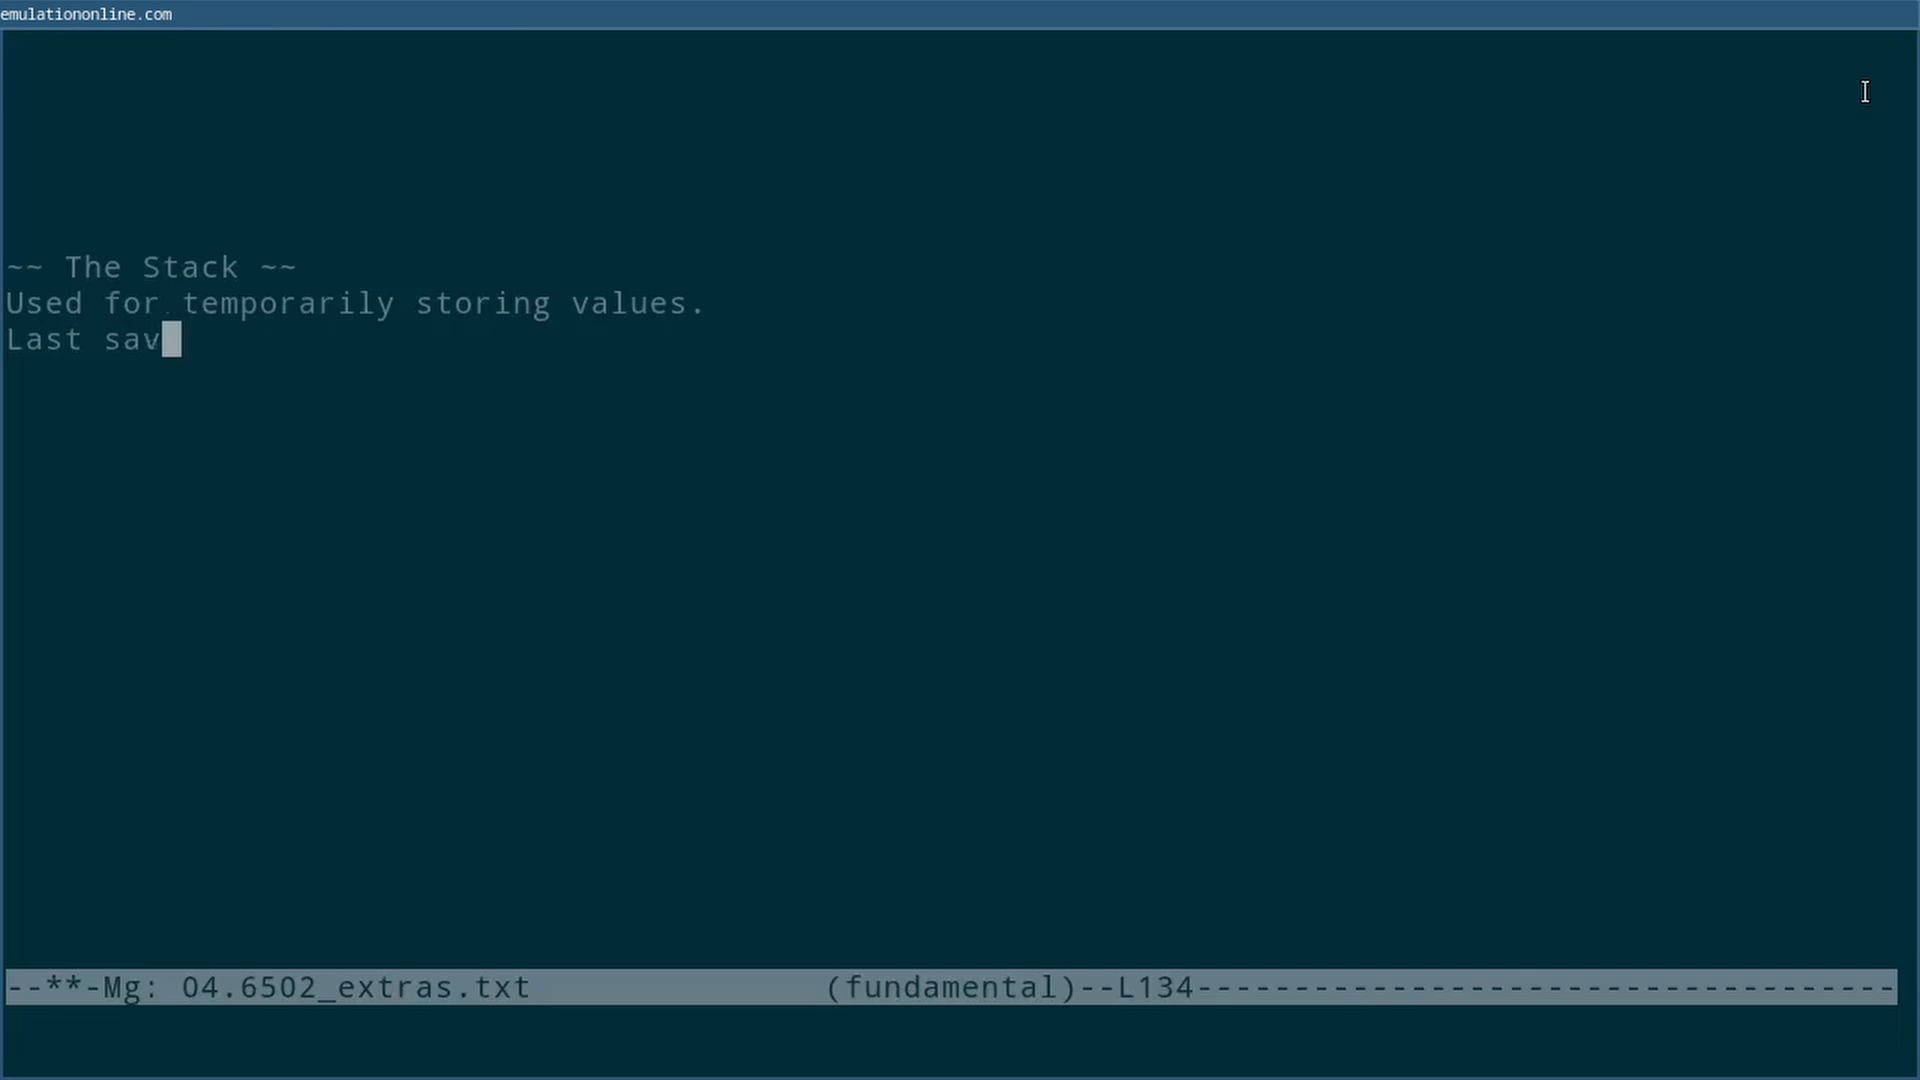 emulationonline.com
~~ The Stack ~~
Used for temporarily storing values.
Last sav
--**-Mg: 04.6502_extras.txt (fundamental)--L134------------------------------------